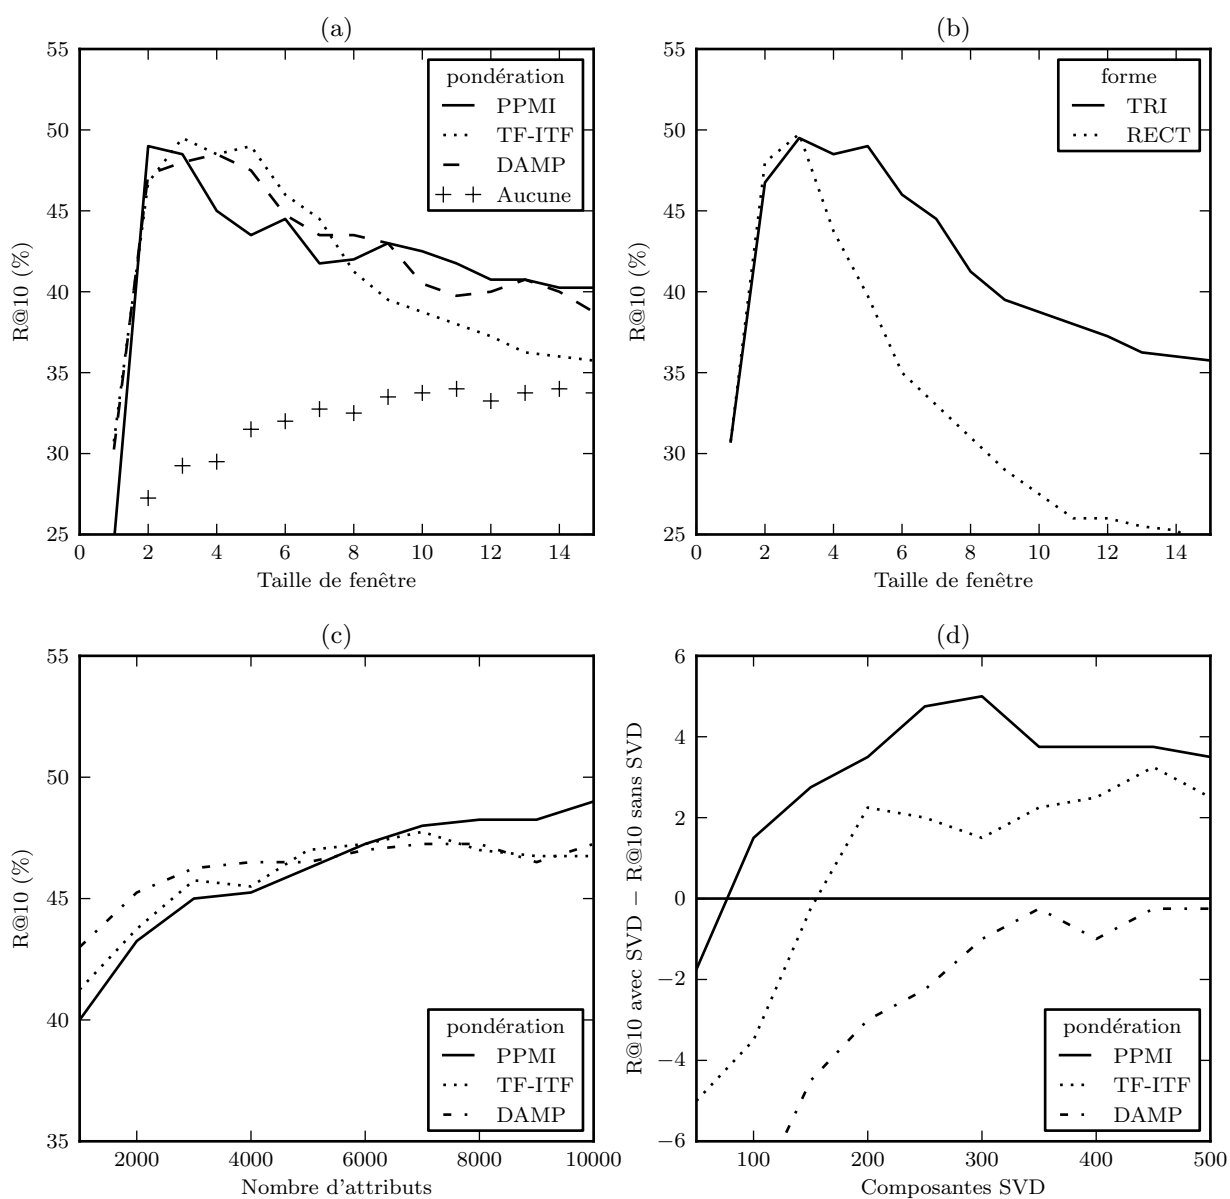 (a)
55
50
45
40
35
30
25
R@10 (%)
pondération
PPMI
TF-ITF
DAMP
Aucune
0 2 4 6 8 10 12 14
Taille de fenêtre
(b)
55
50
45
40
35
30
25
R@10 (%)
forme
TRI
RECT
0 2 4 6 8 10 12 14
Taille de fenêtre
(c)
55
50
45
40
35
R@10 (%)
pondération
PPMI
TF-ITF
DAMP
2000 4000 6000 8000 10000
Nombre d'attributs
(d)
6
4
2
0
−2
−4
−6
R@10 avec SVD − R@10 sans SVD
pondération
PPMI
TF-ITF
DAMP
100 200 300 400 500
Composantes SVD